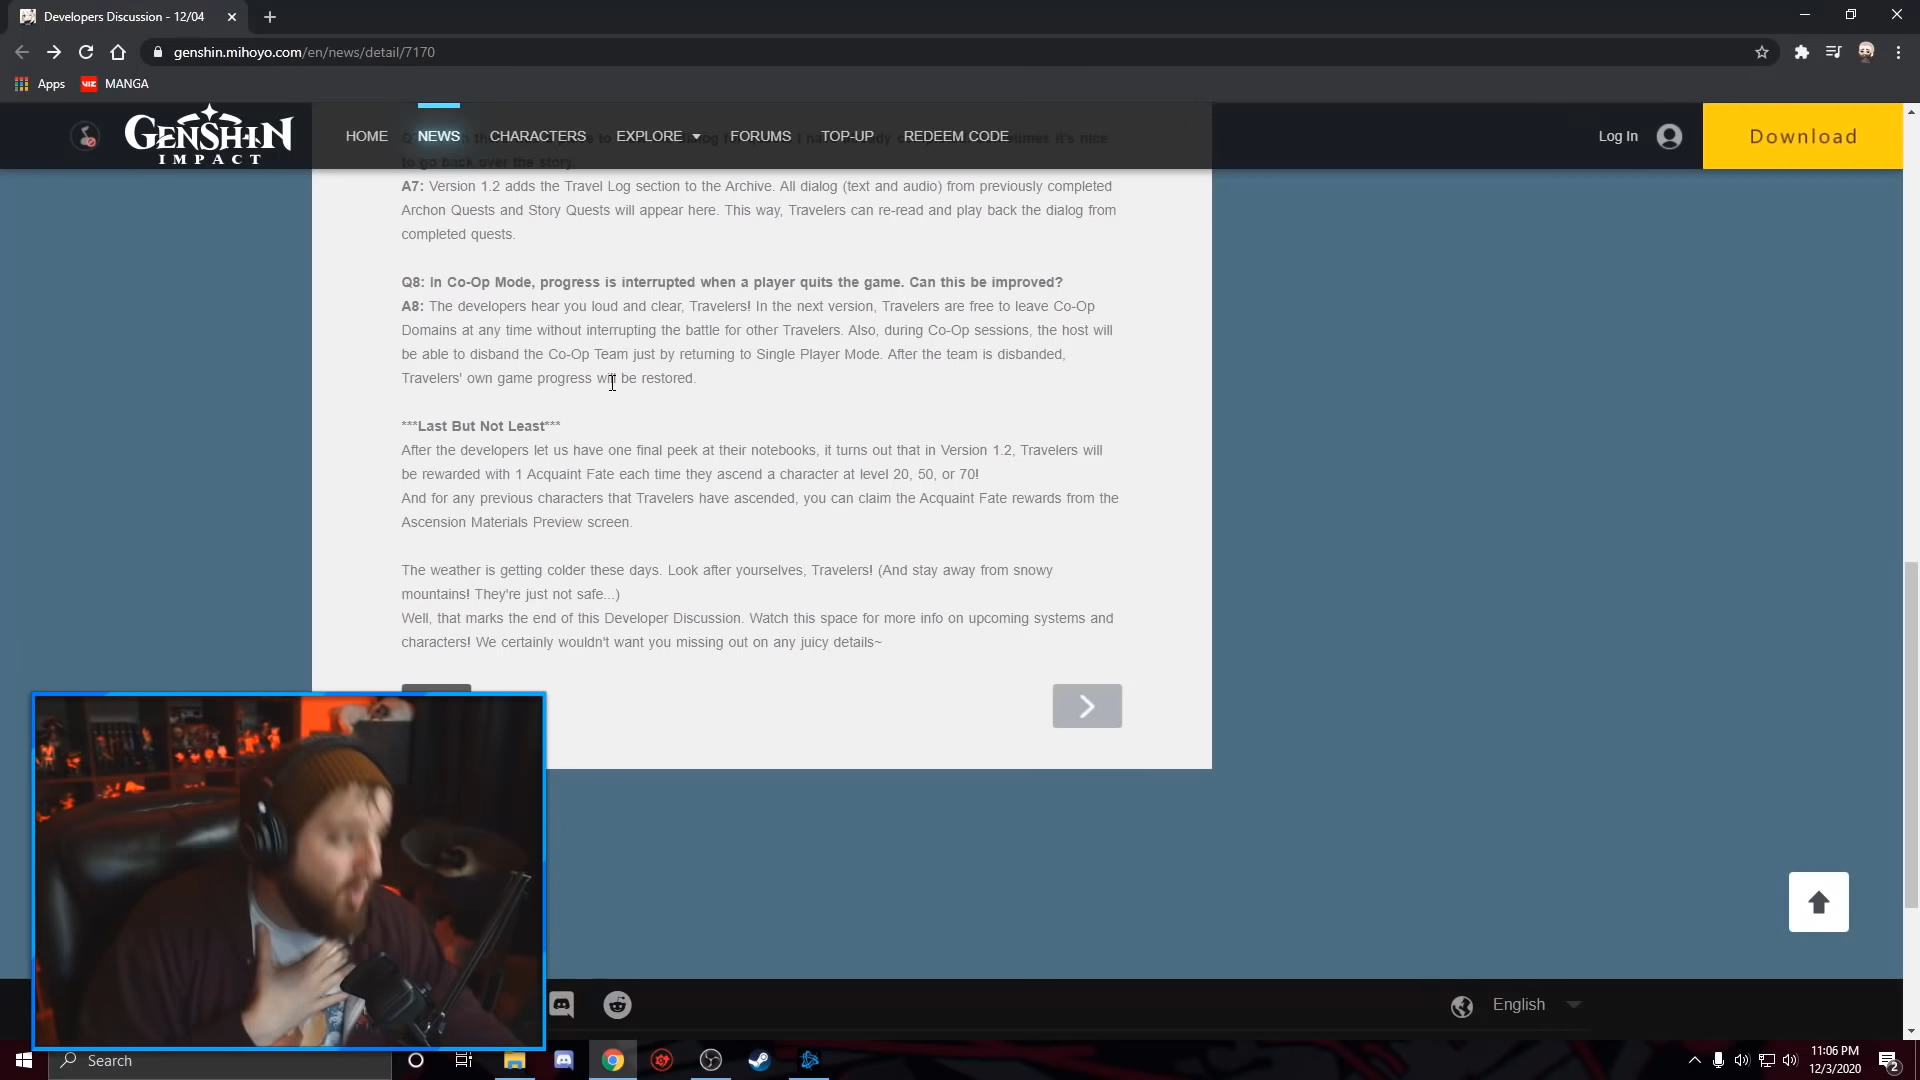 Developers Discussion - 12/04
genshin.mihoyo.com/en/news/detail/7170
Apps
VIZ MANGA
GENSHIN
IMPACT
HOME NEWS CHARACTERS EXPLORE FORUMS TOP-UP REDEEM CODE
Log In
Download
to go back over the story.
A7: Version 1.2 adds the Travel Log section to the Archive. All dialog (text and audio) from previously completed
Archon Quests and Story Quests will appear here. This way, Travelers can re-read and play back the dialog from
completed quests.
Q8: In Co-Op Mode, progress is interrupted when a player quits the game. Can this be improved?
A8: The developers hear you loud and clear, Travelers! In the next version, Travelers are free to leave Co-Op
Domains at any time without interrupting the battle for other Travelers. Also, during Co-Op sessions, the host will
be able to disband the Co-Op Team just by returning to Single Player Mode. After the team is disbanded,
Travelers' own game progress will be restored.
***Last But Not Least***
After the developers let us have one final peek at their notebooks, it turns out that in Version 1.2, Travelers will
be rewarded with 1 Acquaint Fate each time they ascend a character at level 20, 50, or 70!
And for any previous characters that Travelers have ascended, you can claim the Acquaint Fate rewards from the
Ascension Materials Preview screen.
The weather is getting colder these days. Look after yourselves, Travelers! (And stay away from snowy
mountains! They're just not safe...)
Well, that marks the end of this Developer Discussion. Watch this space for more info on upcoming systems and
characters! We certainly wouldn't want you missing out on any juicy details~
English
Search
11:06 PM
12/3/2020
2